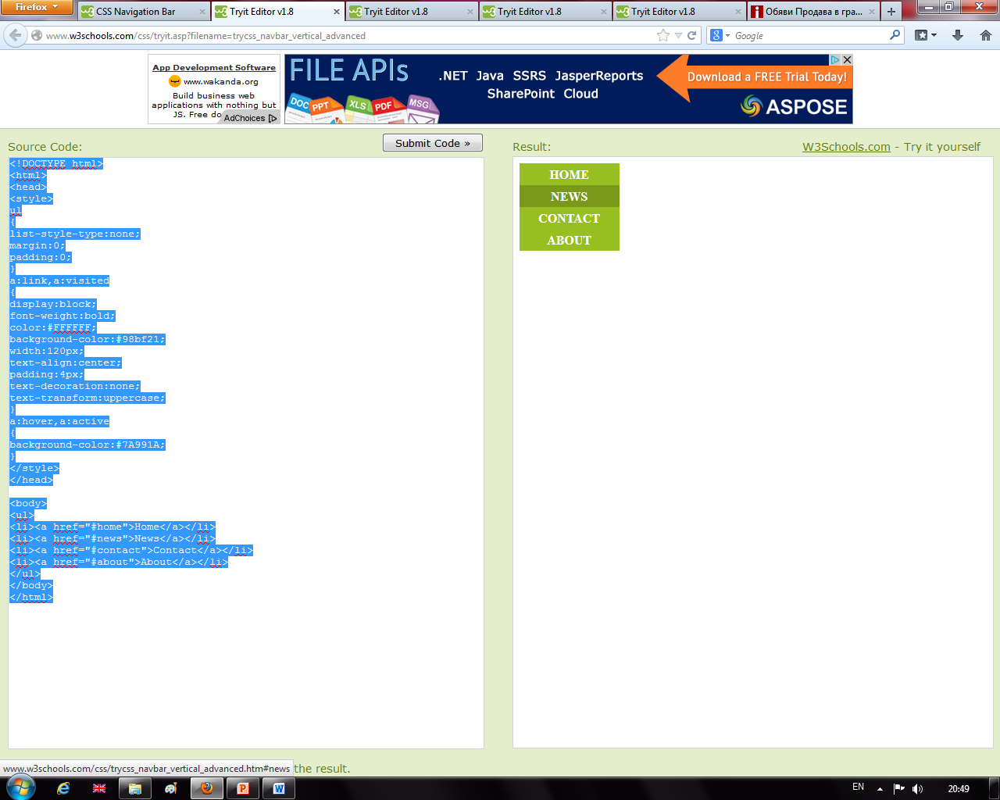 Firefox
CSS Navigation Bar
Tryit Editor v1.8
Tryit Editor v1.8
Tryit Editor v1.8
Tryit Editor v1.8
Обяви Продава в гра...
www.w3schools.com/css/tryit.asp?filename=trycss_navbar_vertical_advanced
Google
App Development Software
www.wakanda.org
Build business web
applications with nothing but
JS. Free do
AdChoices
FILE APIs
.NET Java SSRS JasperReports
SharePoint Cloud
DOC PPT XLS PDF MSG
Download a FREE Trial Today!
ASPOSE
Source Code:
Submit Code »
Result:
W3Schools.com - Try it yourself
<!DOCTYPE html>
<html>
<head>
<style>
ul
{
list-style-type:none;
margin:0;
padding:0;
}
a:link,a:visited
{
display:block;
font-weight:bold;
color:#FFFFFF;
background-color:#98bf21;
width:120px;
text-align:center;
padding:4px;
text-decoration:none;
text-transform:uppercase;
}
a:hover,a:active
{
background-color:#7A991A;
}
</style>
</head>
<body>
<ul>
<li><a href="#home">Home</a></li>
<li><a href="#news">News</a></li>
<li><a href="#contact">Contact</a></li>
<li><a href="#about">About</a></li>
</ul>
</body>
</html>
HOME
NEWS
CONTACT
ABOUT
www.w3schools.com/css/trycss_navbar_vertical_advanced.htm#news
the result.
EN
20:49